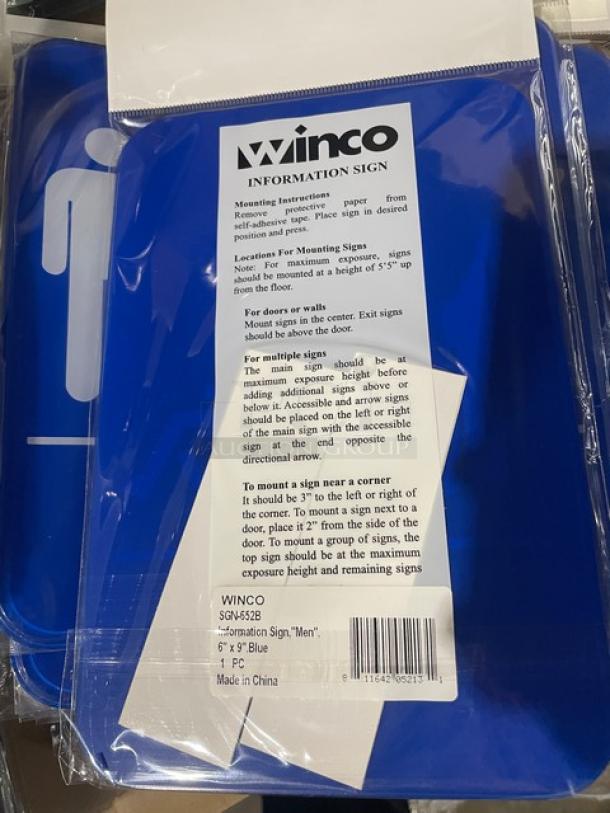 Winco
INFORMATION SIGN
Mounting Instructions
Remove protective paper from
self-adhesive tape. Place sign in desired
position and press.
Locations For Mounting Signs
Note: For maximum exposure, signs
should be mounted at a height of 5'5" up
from the floor.
For doors or walls
Mount signs in the center. Exit signs
should be above the door.
For multiple signs
The main sign should be at
maximum exposure height before
adding additional signs above or
below it. Accessible and arrow signs
should be placed on the left or right
of the main sign with the accessible
sign at the end opposite the
directional arrow.
To mount a sign near a corner
It should be 3" to the left or right of
the corner. To mount a sign next to a
door, place it 2" from the side of the
door. To mount a group of signs, the
top sign should be at the maximum
exposure height and remaining signs
WINCO
SGN-652B
Information Sign,"Men",
6" x 9",Blue
1 PC
Made in China
8 11642 05213 1
AUCTION GROUP